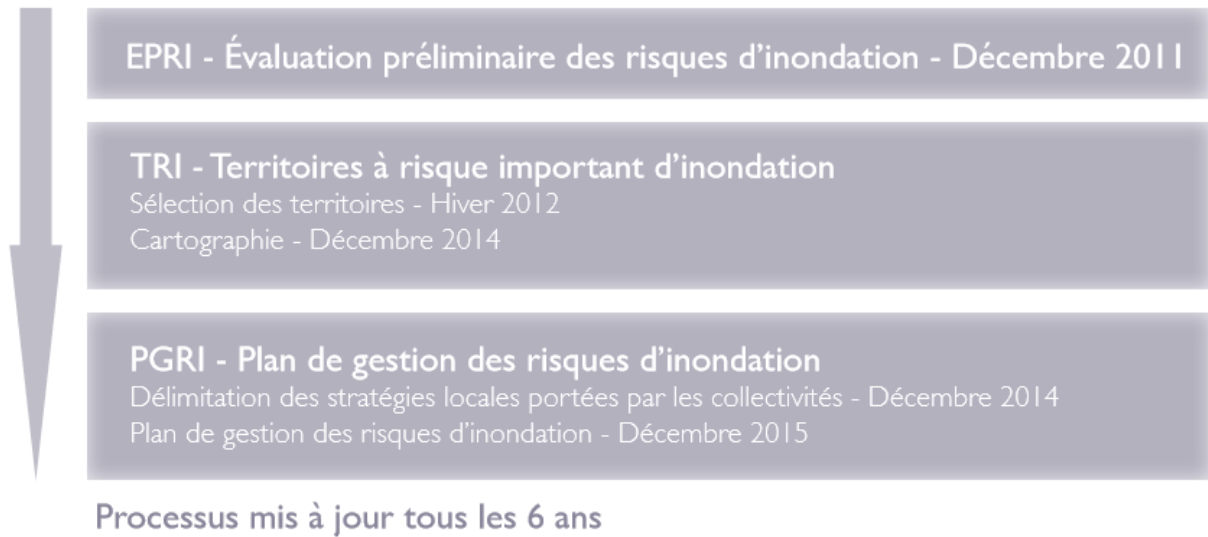 EPRI - Évaluation préliminaire des risques d'inondation - Décembre 2011
TRI - Territoires à risque important d'inondation
Sélection des territoires - Hiver 2012
Cartographie - Décembre 2014
PGRI - Plan de gestion des risques d'inondation
Délimitation des stratégies locales portées par les collectivités - Décembre 2014
Plan de gestion des risques d'inondation - Décembre 2015
Processus mis à jour tous les 6 ans